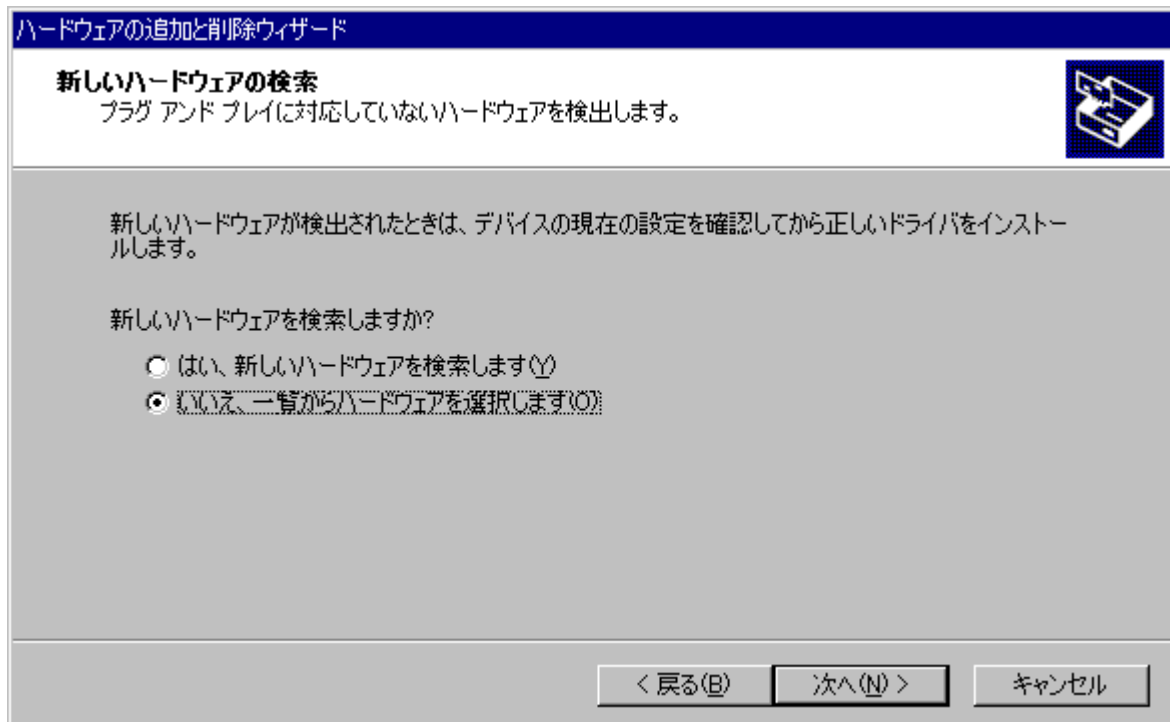 ハードウェアの追加と削除ウィザード
新しいハードウェアの検索
プラグ アンド プレイに対応していないハードウェアを検出します。
新しいハードウェアが検出されたときは、デバイスの現在の設定を確認してから正しいドライバをインストー
ルします。
新しいハードウェアを検索しますか?
はい、新しいハードウェアを検索します(Y)
いいえ、一覧からハードウェアを選択します(O)
< 戻る(B) 次へ(N) > キャンセル